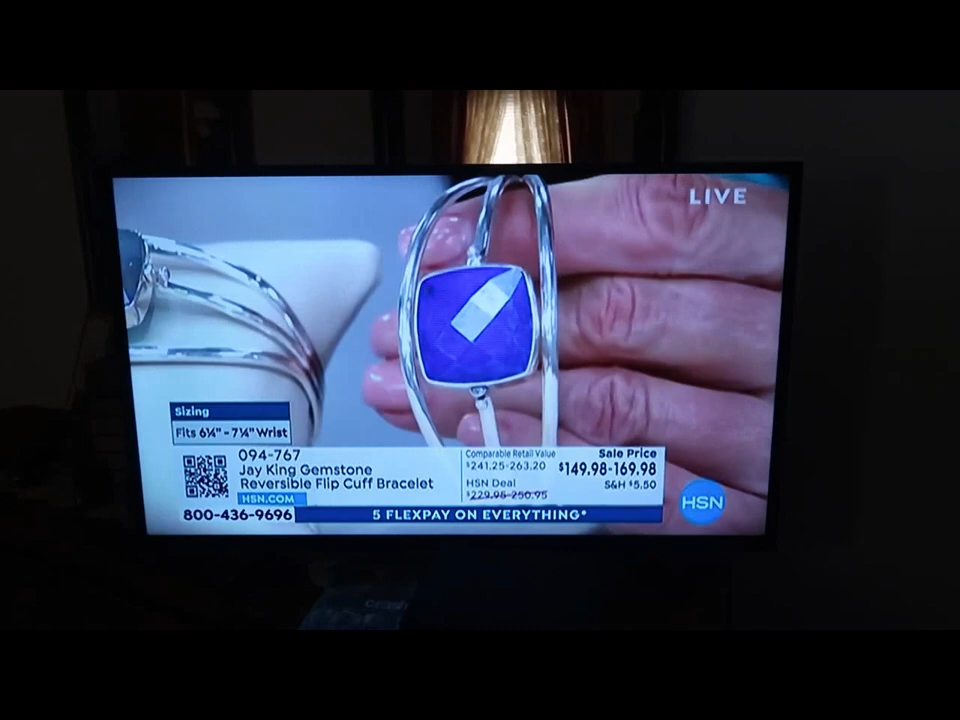 LIVE
Sizing
Fits 6¼" - 7¼" Wrist
094-767
Jay King Gemstone
Reversible Flip Cuff Bracelet
HSN.COM
Comparable Retail Value
$241.25-263.20
HSN Deal
$229.95-250.95
Sale Price
$149.98-169.98
S&H $5.50
HSN
800-436-9696
5 FLEXPAY ON EVERYTHING*